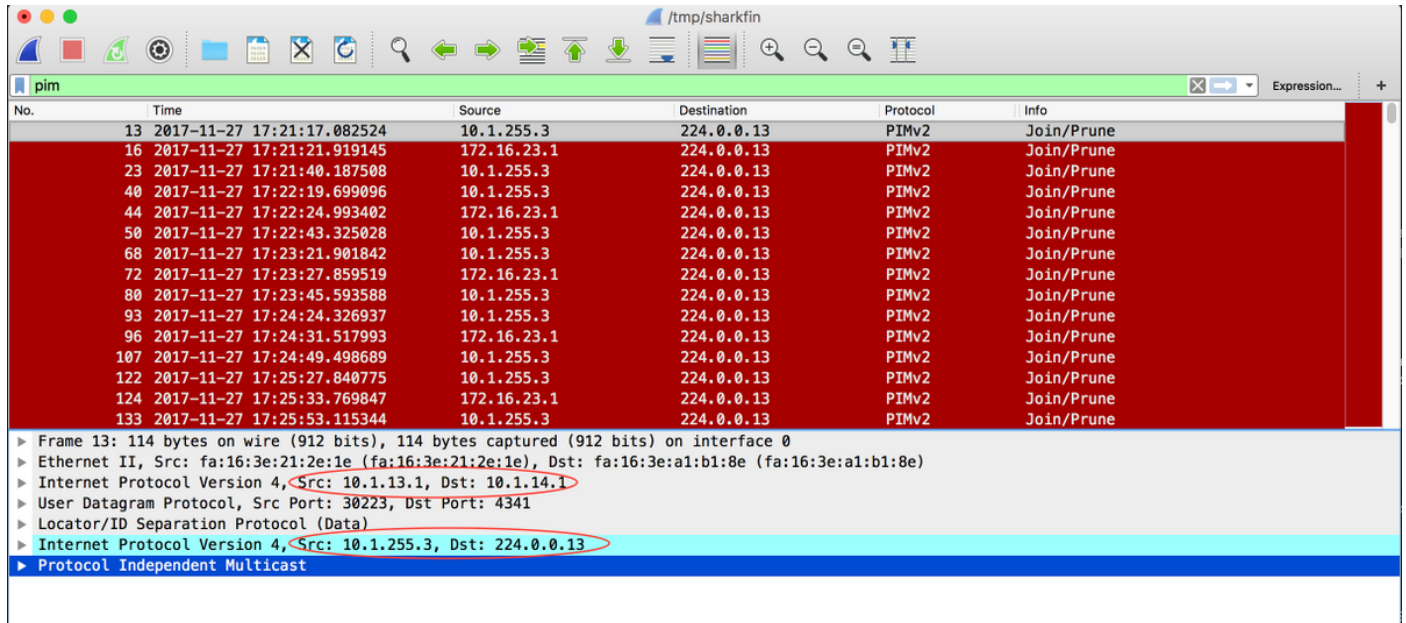 /tmp/sharkfin
pim Expression... +
No. Time Source Destination Protocol Info
13 2017-11-27 17:21:17.082524 10.1.255.3 224.0.0.13 PIMv2 Join/Prune
16 2017-11-27 17:21:21.919145 172.16.23.1 224.0.0.13 PIMv2 Join/Prune
23 2017-11-27 17:21:40.187508 10.1.255.3 224.0.0.13 PIMv2 Join/Prune
40 2017-11-27 17:22:19.699096 10.1.255.3 224.0.0.13 PIMv2 Join/Prune
44 2017-11-27 17:22:24.993402 172.16.23.1 224.0.0.13 PIMv2 Join/Prune
50 2017-11-27 17:22:43.325028 10.1.255.3 224.0.0.13 PIMv2 Join/Prune
68 2017-11-27 17:23:21.901842 10.1.255.3 224.0.0.13 PIMv2 Join/Prune
72 2017-11-27 17:23:27.859519 172.16.23.1 224.0.0.13 PIMv2 Join/Prune
80 2017-11-27 17:23:45.593588 10.1.255.3 224.0.0.13 PIMv2 Join/Prune
93 2017-11-27 17:24:24.326937 10.1.255.3 224.0.0.13 PIMv2 Join/Prune
96 2017-11-27 17:24:31.517993 172.16.23.1 224.0.0.13 PIMv2 Join/Prune
107 2017-11-27 17:24:49.498689 10.1.255.3 224.0.0.13 PIMv2 Join/Prune
122 2017-11-27 17:25:27.840775 10.1.255.3 224.0.0.13 PIMv2 Join/Prune
124 2017-11-27 17:25:33.769847 172.16.23.1 224.0.0.13 PIMv2 Join/Prune
133 2017-11-27 17:25:53.115344 10.1.255.3 224.0.0.13 PIMv2 Join/Prune
Frame 13: 114 bytes on wire (912 bits), 114 bytes captured (912 bits) on interface 0
Ethernet II, Src: fa:16:3e:21:2e:1e (fa:16:3e:21:2e:1e), Dst: fa:16:3e:a1:b1:8e (fa:16:3e:a1:b1:8e)
Internet Protocol Version 4, Src: 10.1.13.1, Dst: 10.1.14.1
User Datagram Protocol, Src Port: 30223, Dst Port: 4341
Locator/ID Separation Protocol (Data)
Internet Protocol Version 4, Src: 10.1.255.3, Dst: 224.0.0.13
Protocol Independent Multicast